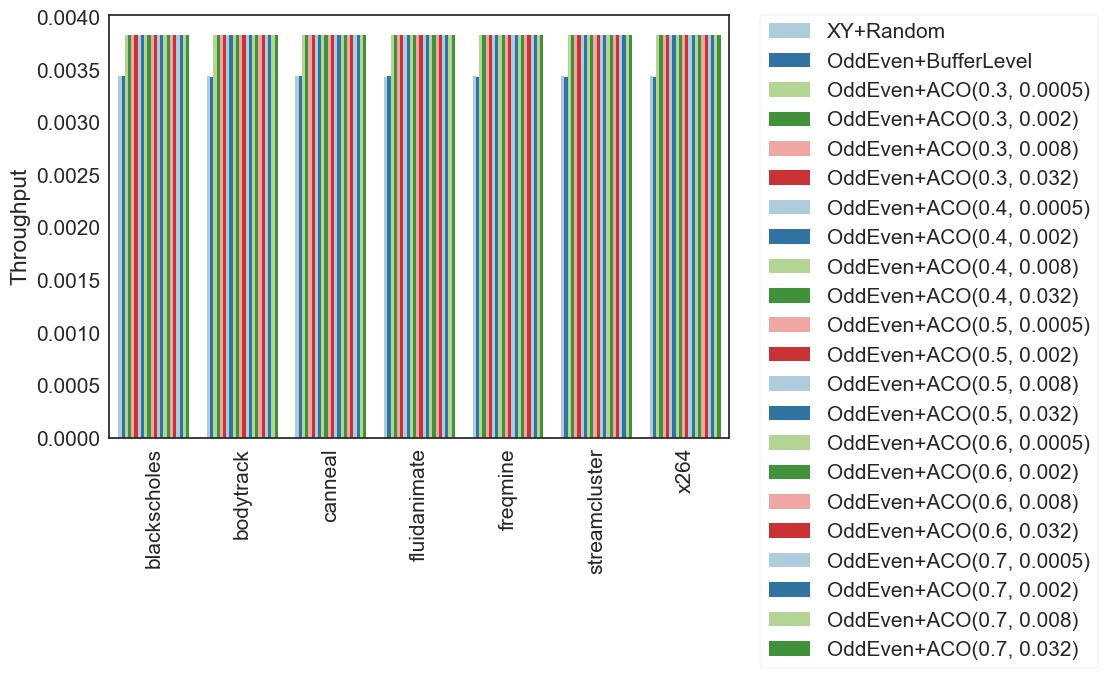 0.0040
0.0035
0.0030
0.0025
0.0020
0.0015
0.0010
0.0005
0.0000
Throughput
blackscholes
bodytrack
canneal
fluidanimate
freqmine
streamcluster
x264
XY+Random
OddEven+BufferLevel
OddEven+ACO(0.3, 0.0005)
OddEven+ACO(0.3, 0.002)
OddEven+ACO(0.3, 0.008)
OddEven+ACO(0.3, 0.032)
OddEven+ACO(0.4, 0.0005)
OddEven+ACO(0.4, 0.002)
OddEven+ACO(0.4, 0.008)
OddEven+ACO(0.4, 0.032)
OddEven+ACO(0.5, 0.0005)
OddEven+ACO(0.5, 0.002)
OddEven+ACO(0.5, 0.008)
OddEven+ACO(0.5, 0.032)
OddEven+ACO(0.6, 0.0005)
OddEven+ACO(0.6, 0.002)
OddEven+ACO(0.6, 0.008)
OddEven+ACO(0.6, 0.032)
OddEven+ACO(0.7, 0.0005)
OddEven+ACO(0.7, 0.002)
OddEven+ACO(0.7, 0.008)
OddEven+ACO(0.7, 0.032)